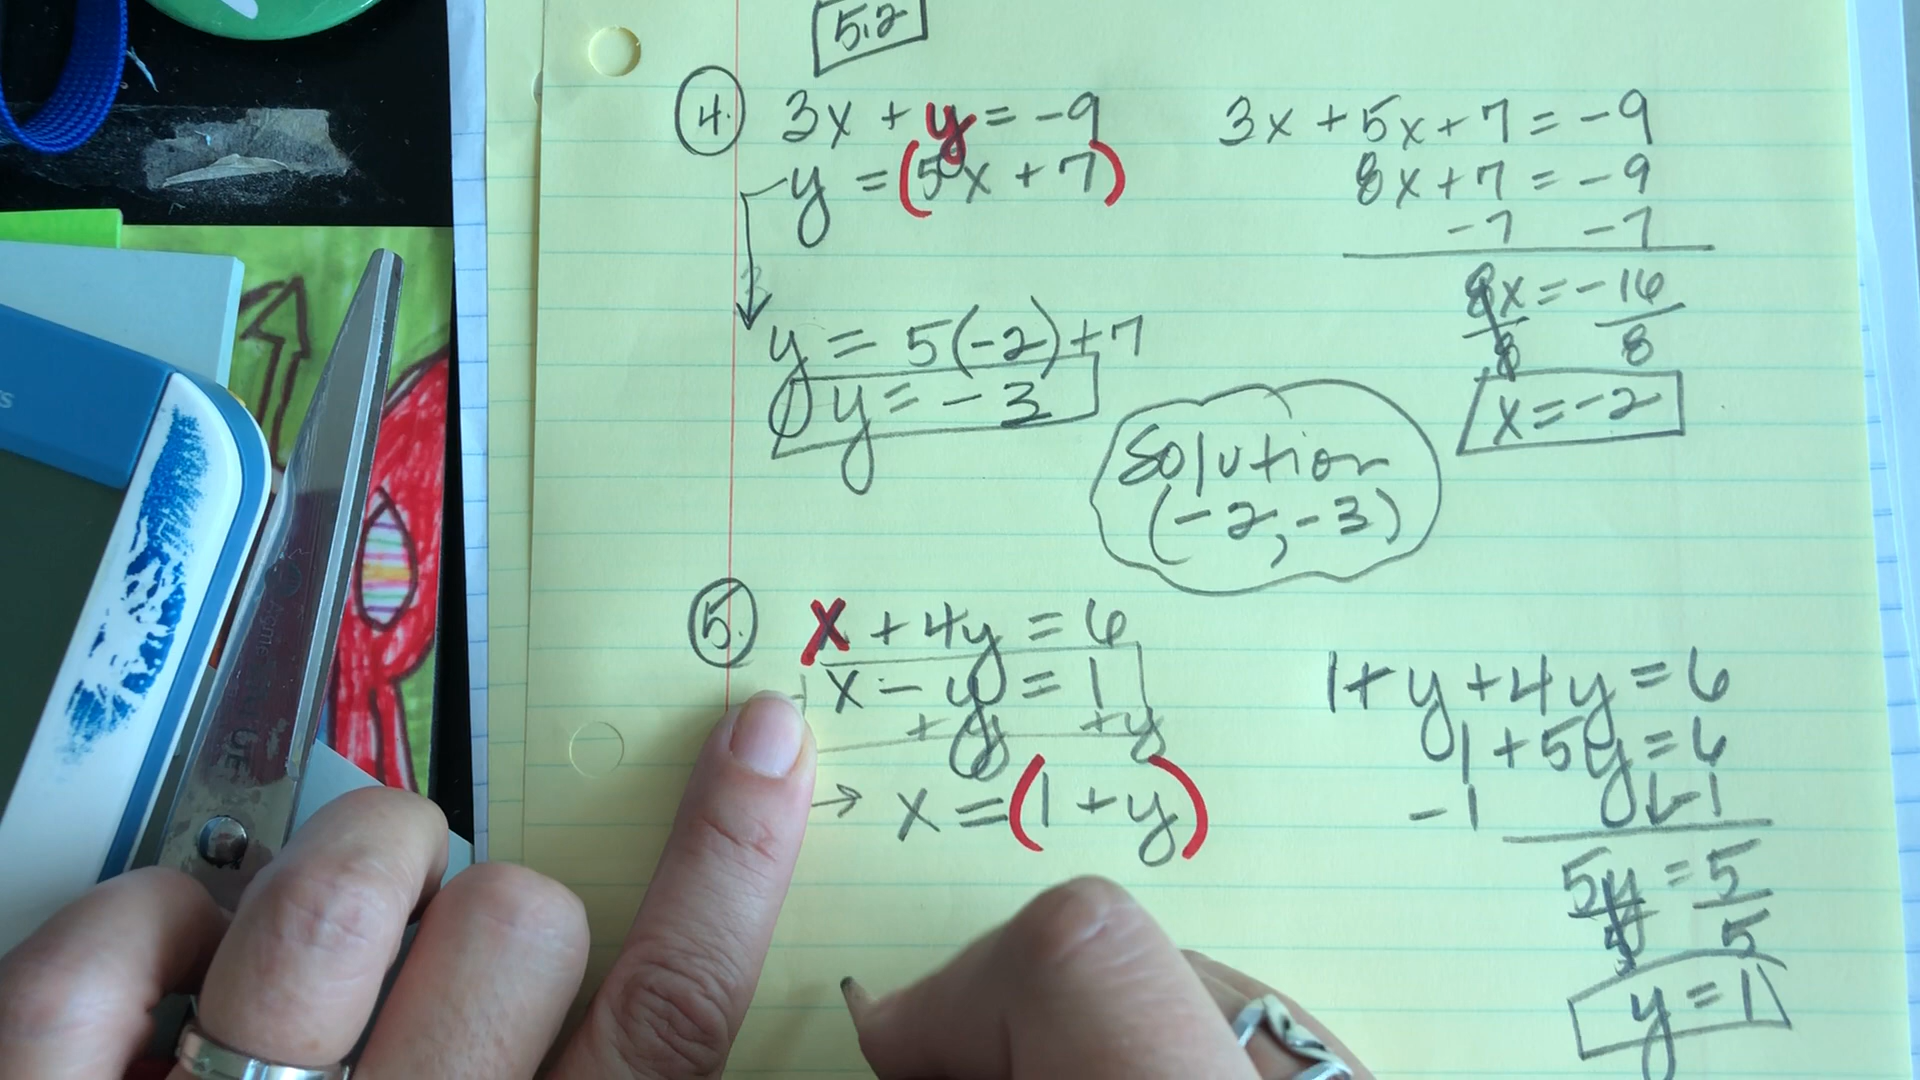 5.2
4. 3x + y = -9
y = (5x + 7)
y = 5(-2)+7
y = -3
3x + 5x + 7 = -9
8x + 7 = -9
-7 -7
8x = -16
8 8
x = -2
Solution
(-2, -3)
5. x + 4y = 6
x - y = 1
+y +y
→ x = (1 + y)
1 + y + 4y = 6
1 + 5y = 6
-1 ↓ -1
5y = 5
5 5
y = 1